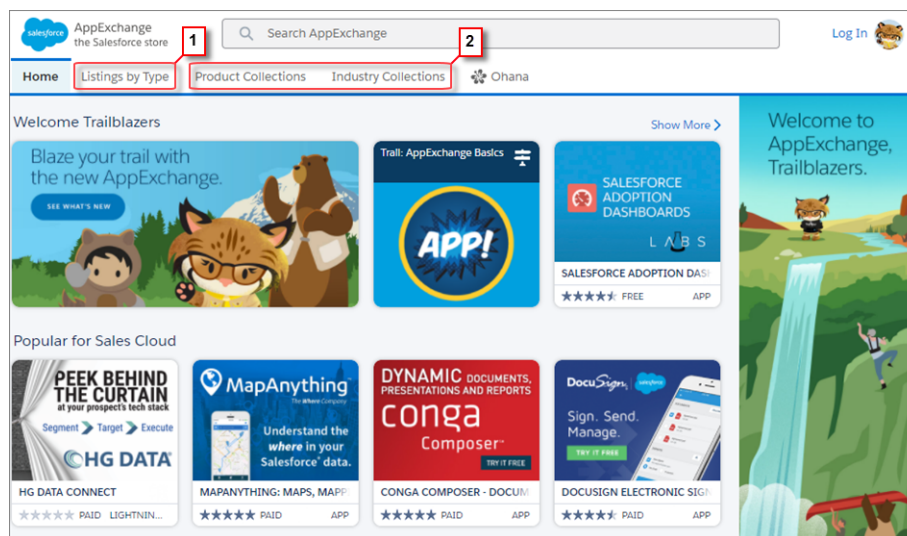 salesforce
AppExchange
the Salesforce store
1
Search AppExchange
2
Log In
Home
Listings by Type
Product Collections
Industry Collections
Ohana
Welcome Trailblazers
Show More
Blaze your trail with
the new AppExchange.
SEE WHAT'S NEW
Trail: AppExchange Basics
APP!
SALESFORCE
ADOPTION
DASHBOARDS
LABS
SALESFORCE ADOPTION DAS
FREE
APP
Welcome to
AppExchange,
Trailblazers.
Popular for Sales Cloud
PEEK BEHIND
THE CURTAIN
at your prospect's tech stack
Segment Target Execute
HG DATA
HG DATA CONNECT
PAID LIGHTNIN...
MapAnything
The Where Company
Understand the
where in your
Salesforce® data.
MAPANYTHING: MAPS, MAPP
PAID
APP
DYNAMIC DOCUMENTS,
PRESENTATIONS AND REPORTS
conga
Composer™
TRY IT FREE
CONGA COMPOSER - DOCUM
PAID
APP
DocuSign
salesforce
Sign. Send.
Manage.
TRY IT FREE
DOCUSIGN ELECTRONIC SIG
PAID
APP